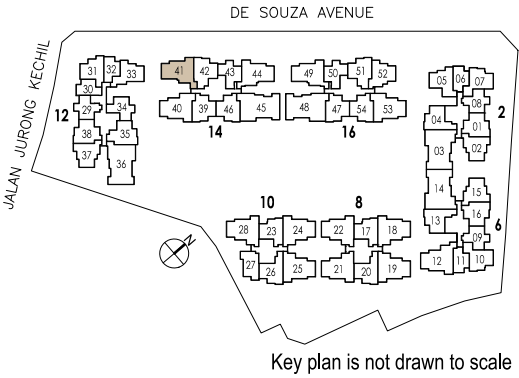 DE SOUZA AVENUE
JALAN JURONG KECHIL
31 32 33
30
29 34
38 35
37 36
12
41 42 43 44
40 39 46 45
14
49 50 51 52
48 47 54 53
16
05 06 07
08
04 01
03 02
2
14 15
13 16
09
12 11 10
6
10
28 23 24
27 26 25
8
22 17 18
21 20 19
N
Key plan is not drawn to scale